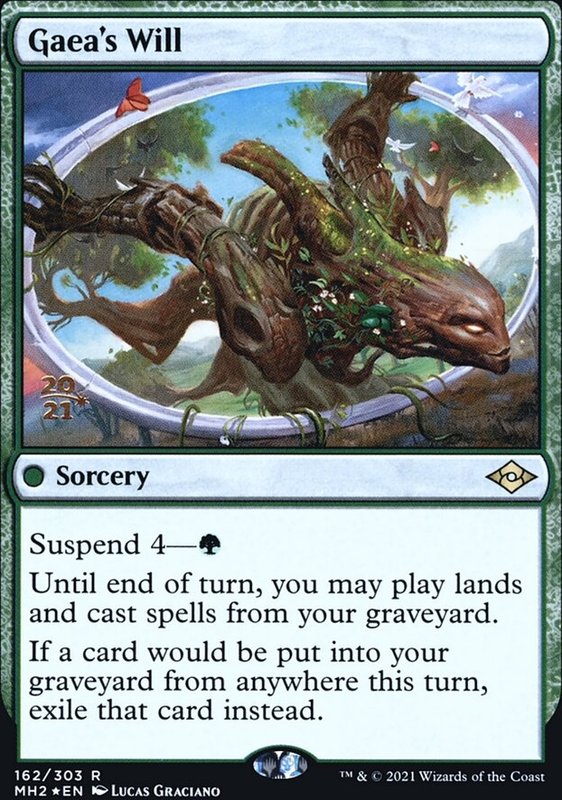 Gaea's Will
20
21
Sorcery
Suspend 4—
Until end of turn, you may play lands
and cast spells from your graveyard.
If a card would be put into your
graveyard from anywhere this turn,
exile that card instead.
162/303 R
MH2 ★ EN Lucas Graciano
™ & © 2021 Wizards of the Coast